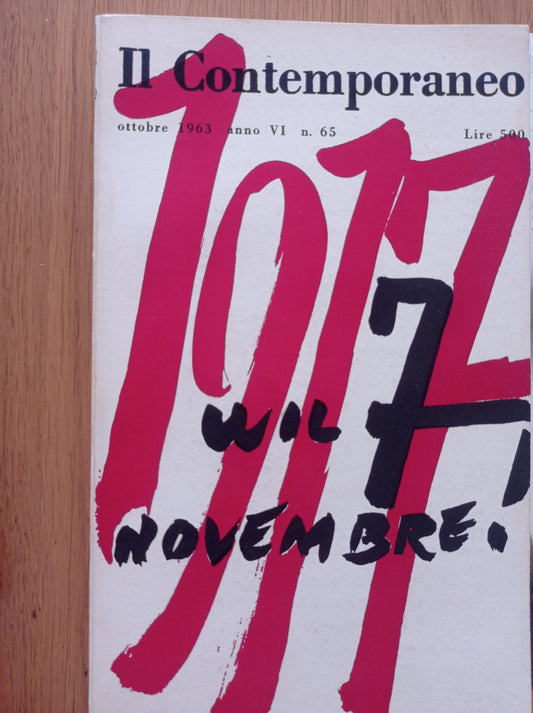 Il Contemporaneo
ottobre 1963 anno VI n. 65 Lire 500
1917
W IL 7
NOVEMBRE!